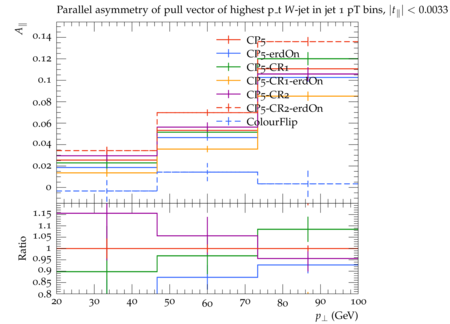 Parallel asymmetry of pull vector of highest p_t W-jet in jet 1 pT bins, |t∥| < 0.0033
A∥
0.14
0.12
0.1
0.08
0.06
0.04
0.02
0
CP5
CP5-erdOn
CP5-CR1
CP5-CR1-erdOn
CP5-CR2
CP5-CR2-erdOn
ColourFlip
Ratio
1.15
1.1
1.05
1
0.95
0.9
0.85
0.8
20 30 40 50 60 70 80 90 100
p⊥ (GeV)